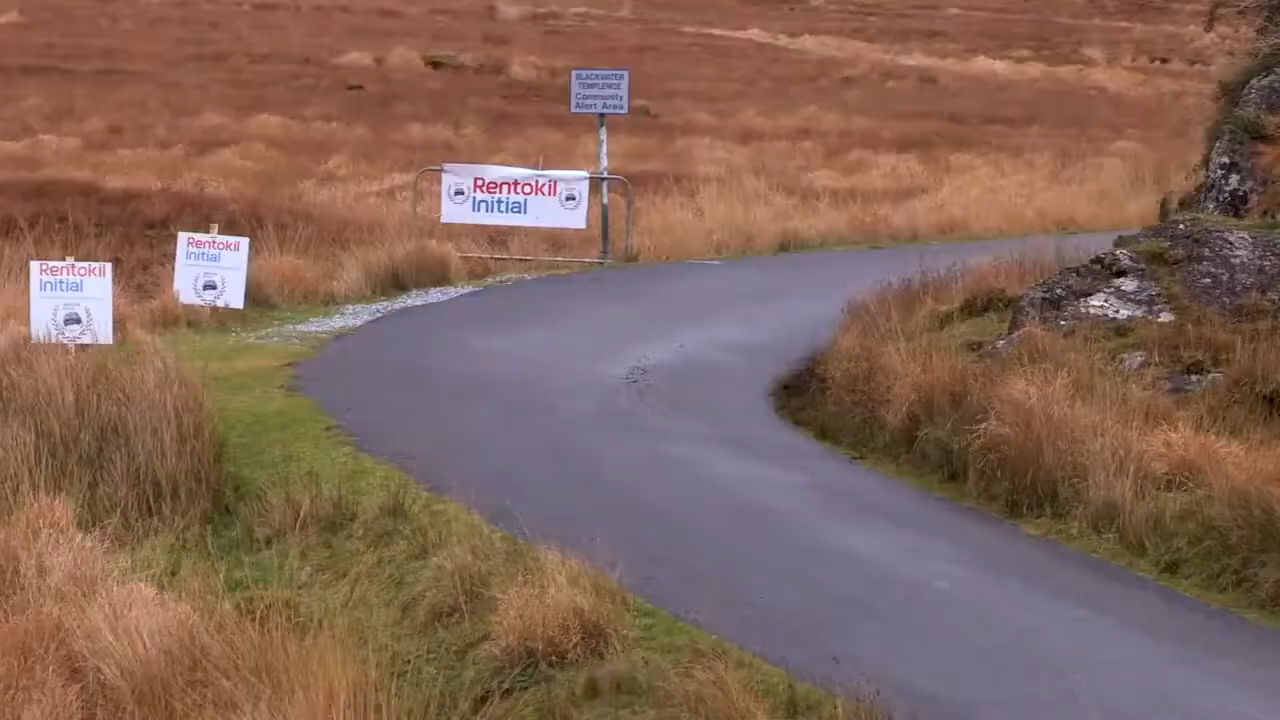 BLACKWATER
TEMPLENOE
Community
Alert Area
Rentokil
Initial
Rentokil
Initial
Rentokil
Initial